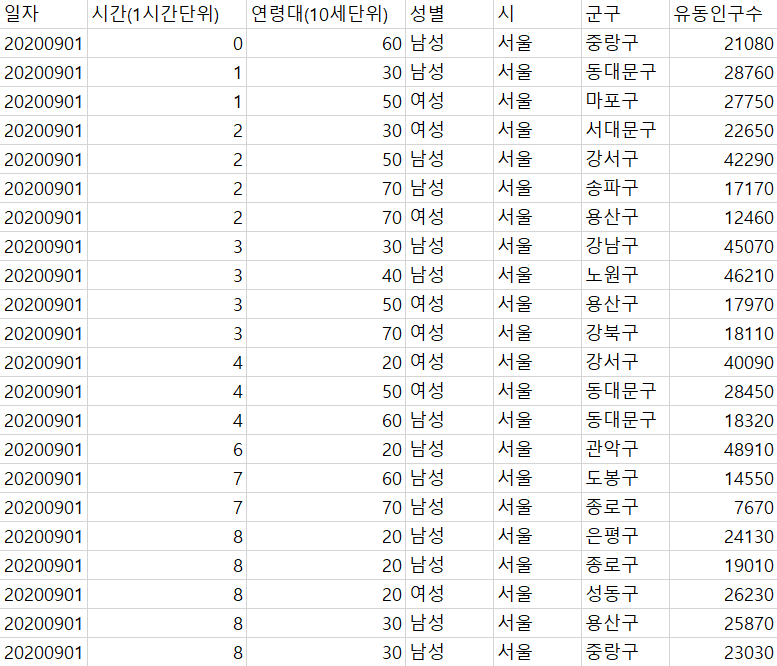 일자 시간(1시간단위) 연령대(10세단위) 성별 시 군구 유동인구수
20200901 0 60 남성 서울 중랑구 21080
20200901 1 30 남성 서울 동대문구 28760
20200901 1 50 여성 서울 마포구 27750
20200901 2 30 여성 서울 서대문구 22650
20200901 2 50 남성 서울 강서구 42290
20200901 2 70 남성 서울 송파구 17170
20200901 2 70 여성 서울 용산구 12460
20200901 3 30 남성 서울 강남구 45070
20200901 3 40 남성 서울 노원구 46210
20200901 3 50 여성 서울 용산구 17970
20200901 3 70 여성 서울 강북구 18110
20200901 4 20 여성 서울 강서구 40090
20200901 4 50 여성 서울 동대문구 28450
20200901 4 60 남성 서울 동대문구 18320
20200901 6 20 남성 서울 관악구 48910
20200901 7 60 남성 서울 도봉구 14550
20200901 7 70 남성 서울 종로구 7670
20200901 8 20 남성 서울 은평구 24130
20200901 8 20 남성 서울 종로구 19010
20200901 8 20 여성 서울 성동구 26230
20200901 8 30 남성 서울 용산구 25870
20200901 8 30 남성 서울 중랑구 23030